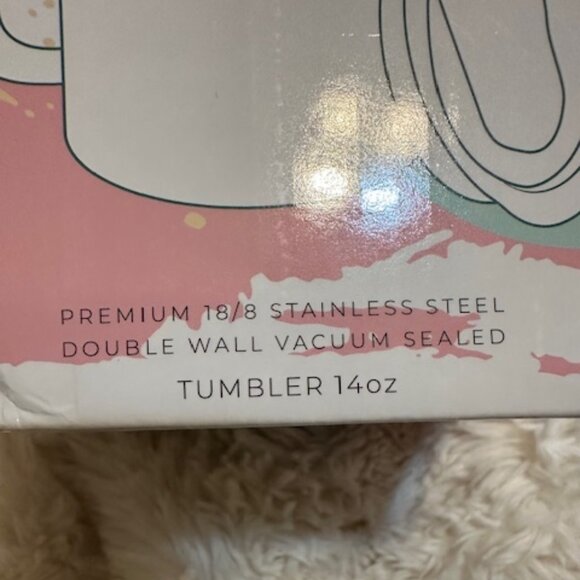 PREMIUM 18/8 STAINLESS STEEL
DOUBLE WALL VACUUM SEALED
TUMBLER 14oz